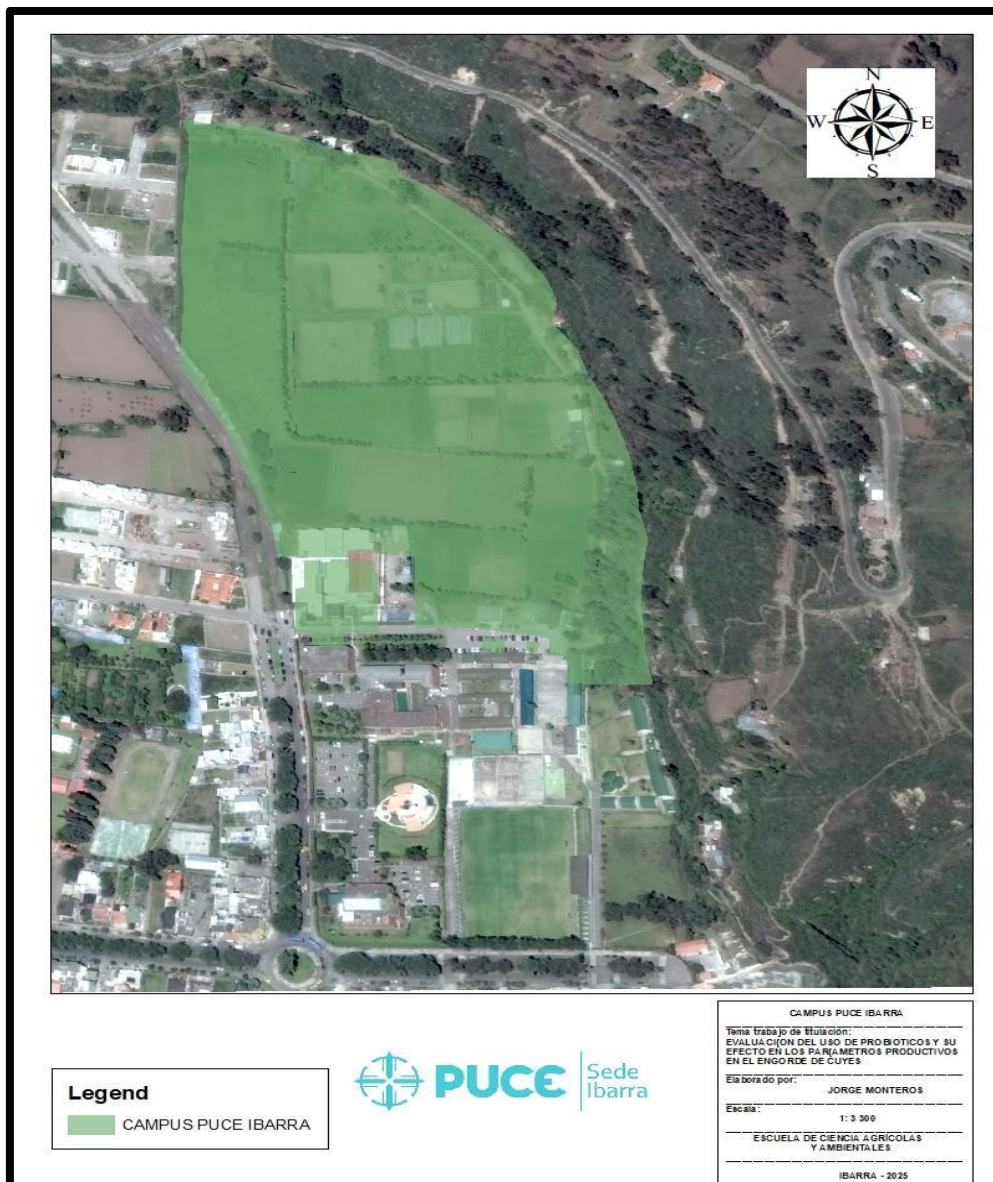 N
W
E
S
Legend
CAMPUS PUCE IBARRA
PUCE
Sede
Ibarra
CAMPUS PUCE IBARRA
Tema trabajo de titulación:
EVALUACI{ON DEL USO DE PROBIOTICOS Y SU
EFECTO EN LOS PAR{AMETROS PRODUCTIVOS
EN EL ENGORDE DE CUYES
Elaborado por:
JORGE MONTEROS
Escala:
1: 3 300
ESCUELA DE CIENCIA AGRÍCOLAS
Y AMBIENTALES
IBARRA - 2025